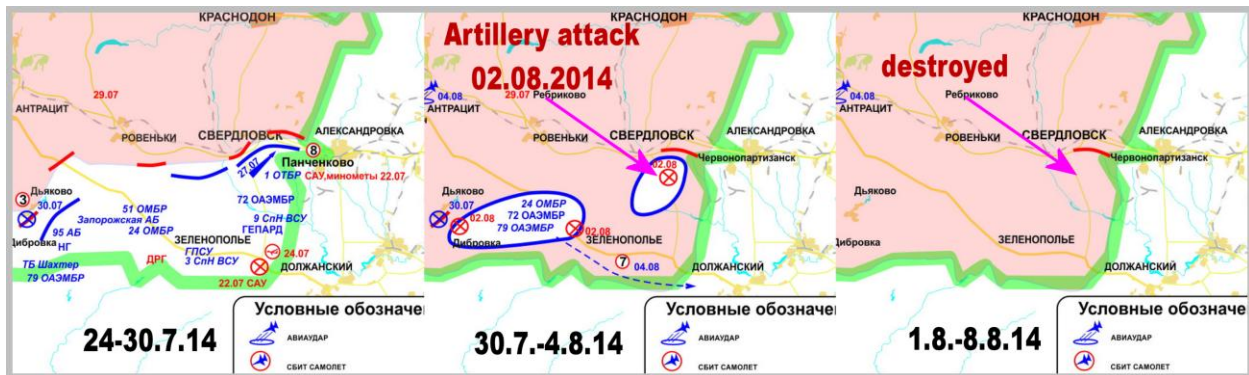 КРАСНОДОН
29.07
АНТРАЦИТ
РОВЕНЬКИ
СВЕРДЛОВСК
АЛЕКСАНДРОВКА
8
Панченково
27.07
1 ОТБР
САУ,минометы 22.07
Дьяково
3
30.07
51 ОМБР
72 ОАЭМБР
Запорожская АБ
9 СпН ВСУ
95 АБ
24 ОМБР
ГЕПАРД
Дибровка
НГ
ЗЕЛЕНОПОЛЬЕ
ГПСУ
24.07
ТБ Шахтер
ДРГ
3 СпН ВСУ
ДОЛЖАНСКИЙ
79 ОАЭМБР
22.07 САУ
Условные обозначе
24-30.7.14
АВИАУДАР
СБИТ САМОЛЕТ
КРАСНОДОН
Artillery attack
02.08.2014
04.08
29.07
Ребриково
АНТРАЦИТ
РОВЕНЬКИ
СВЕРДЛОВСК
АЛЕКСАНДРОВКА
Червонопартизанск
02.08
Дьяково
30.07
24 ОМБР
72 ОАЭМБР
02.08
79 ОАЭМБР
02.08
Дибровка
ЗЕЛЕНОПОЛЬЕ
7
04.08
ДОЛЖАНСКИЙ
Условные обозначе
30.7.-4.8.14
АВИАУДАР
СБИТ САМОЛЕТ
КРАСНОДОН
destroyed
04.08
Ребриково
АНТРАЦИТ
РОВЕНЬКИ
СВЕРДЛОВСК
АЛЕКСАНДРОВКА
Червонопартизанск
Дьяково
Дибровка
ЗЕЛЕНОПОЛЬЕ
ДОЛЖАНСКИЙ
Условные обозначе
1.8.-8.8.14
АВИАУДАР
СБИТ САМОЛЕТ